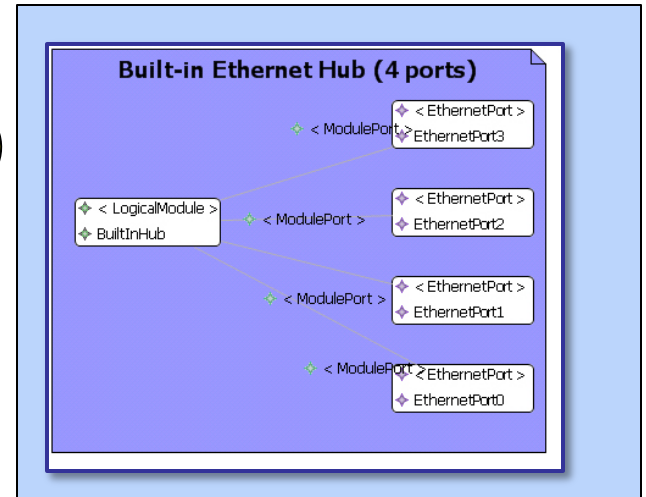 Built-in Ethernet Hub (4 ports)
< EthernetPort >
< ModulePort >
EthernetPort3
< EthernetPort >
< LogicalModule >
< ModulePort >
EthernetPort2
BuiltInHub
< EthernetPort >
< ModulePort >
EthernetPort1
< ModulePort >
< EthernetPort >
EthernetPort0